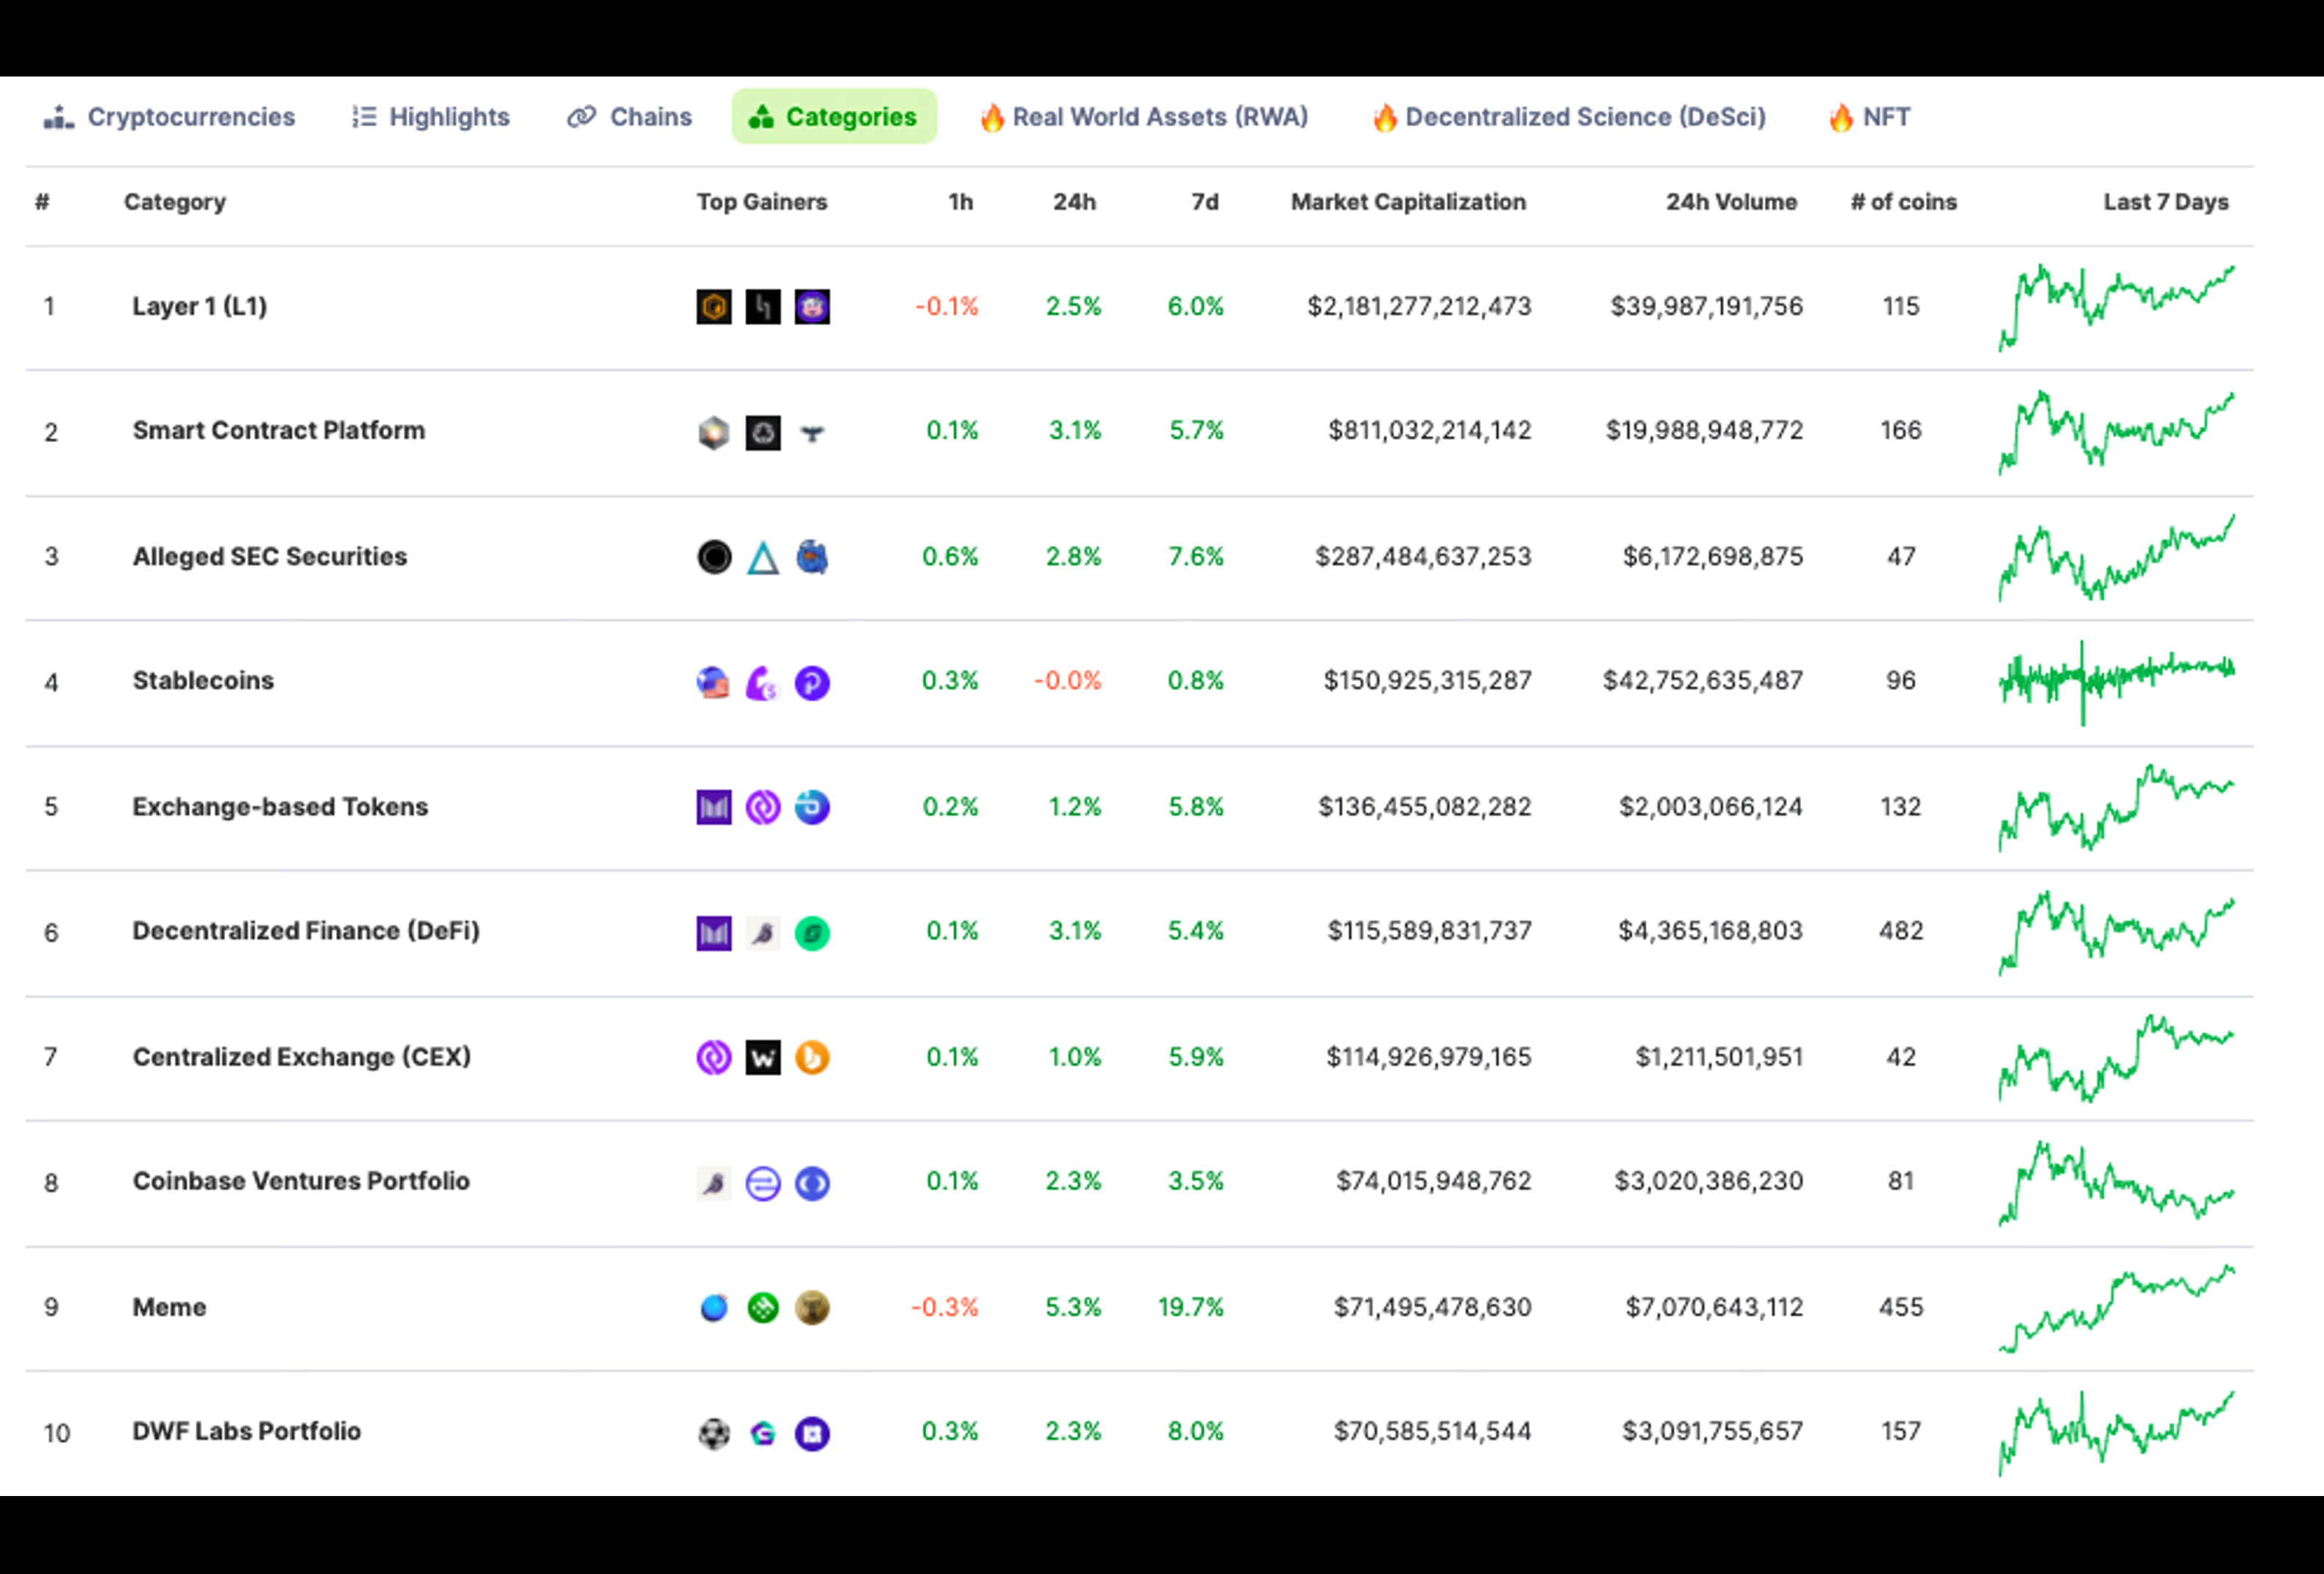 Cryptocurrencies Highlights Chains Categories Real World Assets (RWA) Decentralized Science (DeSci) NFT
# Category Top Gainers 1h 24h 7d Market Capitalization 24h Volume # of coins Last 7 Days
1 Layer 1 (L1) -0.1% 2.5% 6.0% $2,181,277,212,473 $39,987,191,756 115
2 Smart Contract Platform 0.1% 3.1% 5.7% $811,032,214,142 $19,988,948,772 166
3 Alleged SEC Securities 0.6% 2.8% 7.6% $287,484,637,253 $6,172,698,875 47
4 Stablecoins 0.3% -0.0% 0.8% $150,925,315,287 $42,752,635,487 96
5 Exchange-based Tokens 0.2% 1.2% 5.8% $136,455,082,282 $2,003,066,124 132
6 Decentralized Finance (DeFi) 0.1% 3.1% 5.4% $115,589,831,737 $4,365,168,803 482
7 Centralized Exchange (CEX) 0.1% 1.0% 5.9% $114,926,979,165 $1,211,501,951 42
8 Coinbase Ventures Portfolio 0.1% 2.3% 3.5% $74,015,948,762 $3,020,386,230 81
9 Meme -0.3% 5.3% 19.7% $71,495,478,630 $7,070,643,112 455
10 DWF Labs Portfolio 0.3% 2.3% 8.0% $70,585,514,544 $3,091,755,657 157